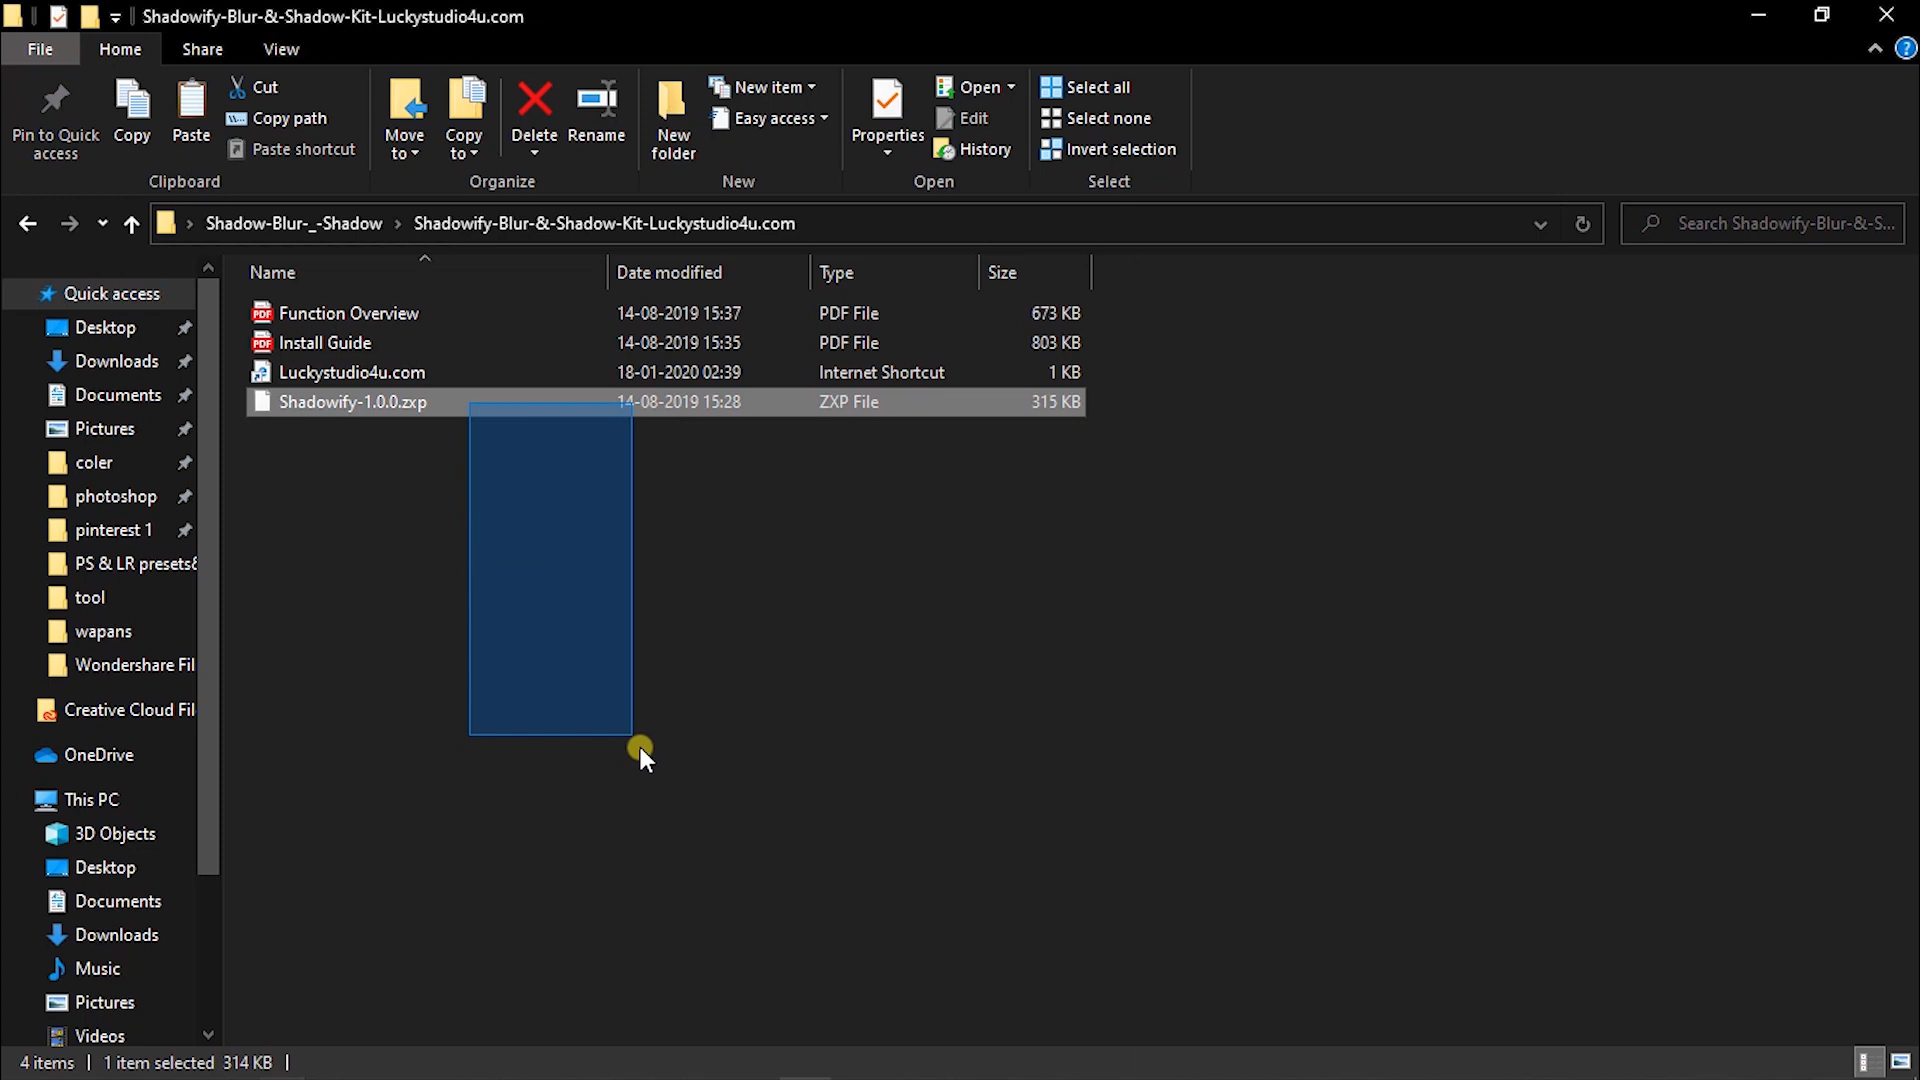 Shadowify-Blur-&-Shadow-Kit-Luckystudio4u.com
File Home Share View
Pin to Quick access
Copy
Paste
Cut
Copy path
Paste shortcut
Clipboard
Move to
Copy to
Delete
Rename
Organize
New folder
New item
Easy access
New
Properties
Open
Edit
History
Open
Select all
Select none
Invert selection
Select
Shadow-Blur-_-Shadow > Shadowify-Blur-&-Shadow-Kit-Luckystudio4u.com
Search Shadowify-Blur-&-S...
Name Date modified Type Size
Function Overview 14-08-2019 15:37 PDF File 673 KB
Install Guide 14-08-2019 15:35 PDF File 803 KB
Luckystudio4u.com 18-01-2020 02:39 Internet Shortcut 1 KB
Shadowify-1.0.0.zxp 14-08-2019 15:28 ZXP File 315 KB
Quick access
Desktop
Downloads
Documents
Pictures
coler
photoshop
pinterest 1
PS & LR presets&
tool
wapans
Wondershare Fil
Creative Cloud Fil
OneDrive
This PC
3D Objects
Desktop
Documents
Downloads
Music
Pictures
Videos
4 items 1 item selected 314 KB